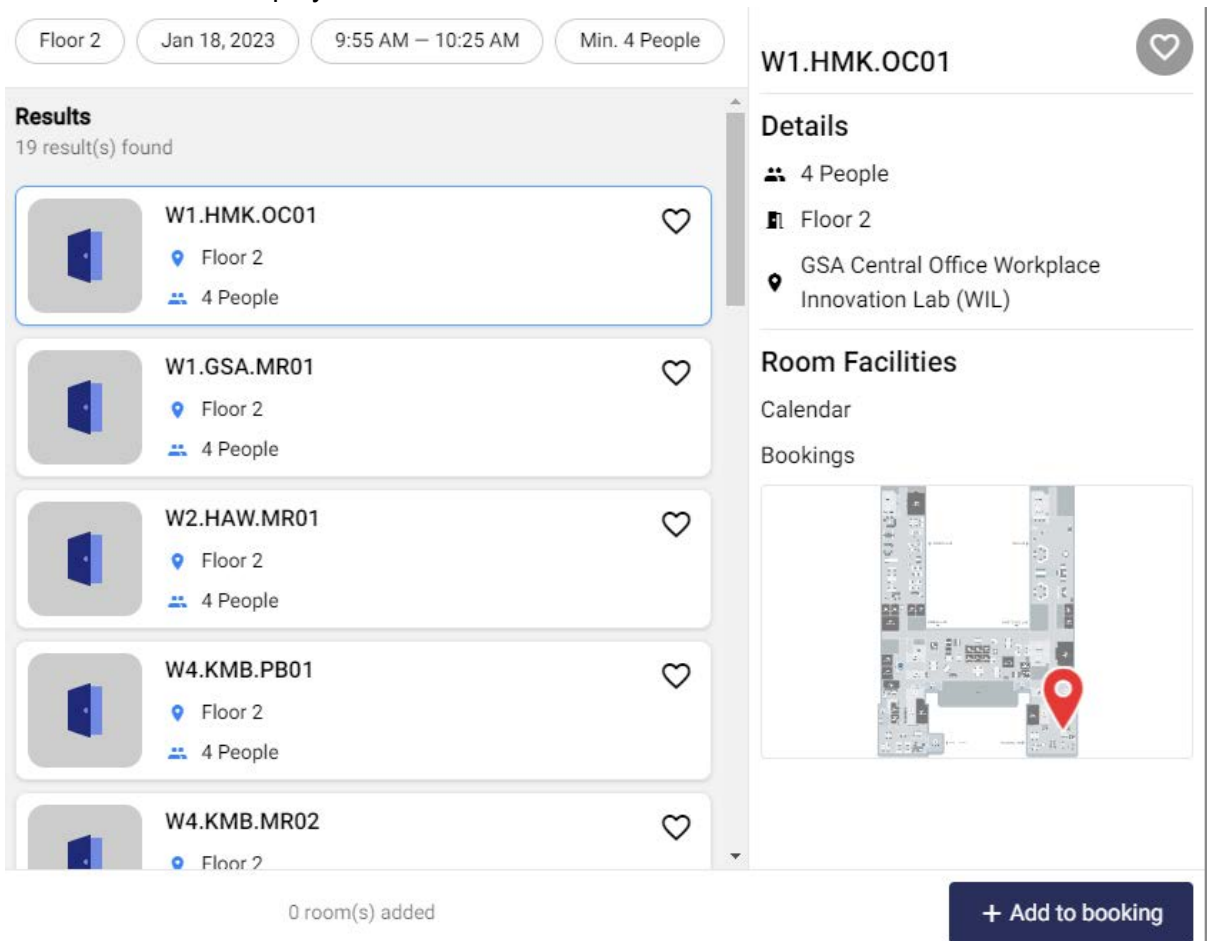 Floor 2
Jan 18, 2023
9:55 AM — 10:25 AM
Min. 4 People
Results
19 result(s) found
W1.HMK.OC01
Floor 2
4 People
W1.GSA.MR01
Floor 2
4 People
W2.HAW.MR01
Floor 2
4 People
W4.KMB.PB01
Floor 2
4 People
W4.KMB.MR02
Floor 2
0 room(s) added
W1.HMK.OC01
Details
4 People
Floor 2
GSA Central Office Workplace
Innovation Lab (WIL)
Room Facilities
Calendar
Bookings
+ Add to booking